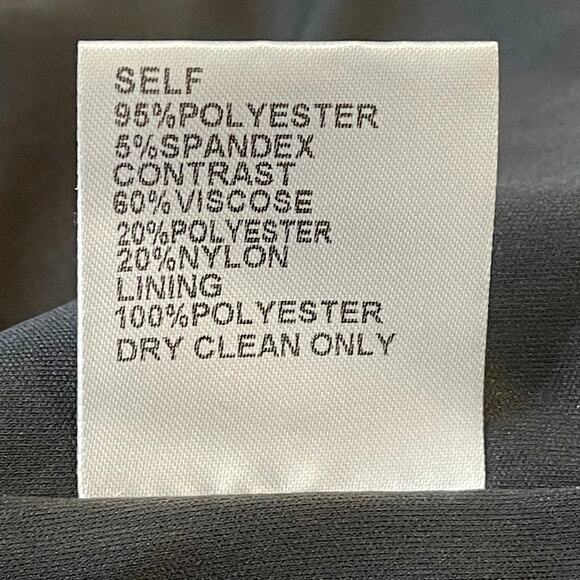 SELF
95%POLYESTER
5%SPANDEX
CONTRAST
60%VISCOSE
20%POLYESTER
20%NYLON
LINING
100%POLYESTER
DRY CLEAN ONLY